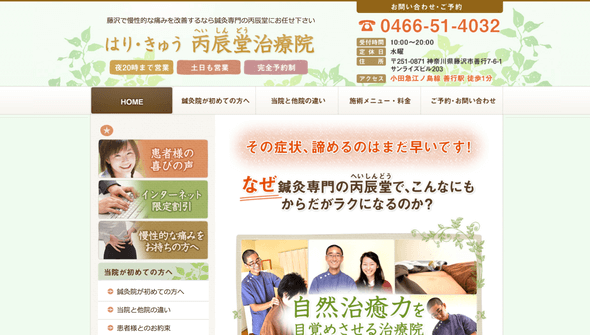 藤沢で慢性的な痛みを改善するなら鍼灸専門の丙辰堂にお任せ下さい
へいしんどう
はり・きゅう 丙辰堂治療院
夜20時まで営業
土日も営業
完全予約制
お問い合わせ・ご予約
0466-51-4032
受付時間 10:00〜20:00
定休日 水曜
住所 〒251-0871 神奈川県藤沢市善行7-6-1
サンライズビル203
アクセス 小田急江ノ島線 善行駅 徒歩1分
HOME
鍼灸院が初めての方へ
当院と他院の違い
施術メニュー・料金
ご予約・お問い合わせ
患者様の
喜びの声
インターネット
限定割引
慢性的な痛みを
お持ちの方へ
当院が初めての方へ
鍼灸院が初めての方へ
当院と他院の違い
患者様とのお約束
その症状、諦めるのはまだ早いです!
へいしんどう
なぜ鍼灸専門の丙辰堂で、こんなにも
からだがラクになるのか?
自然治癒力を
目覚めさせる治療院